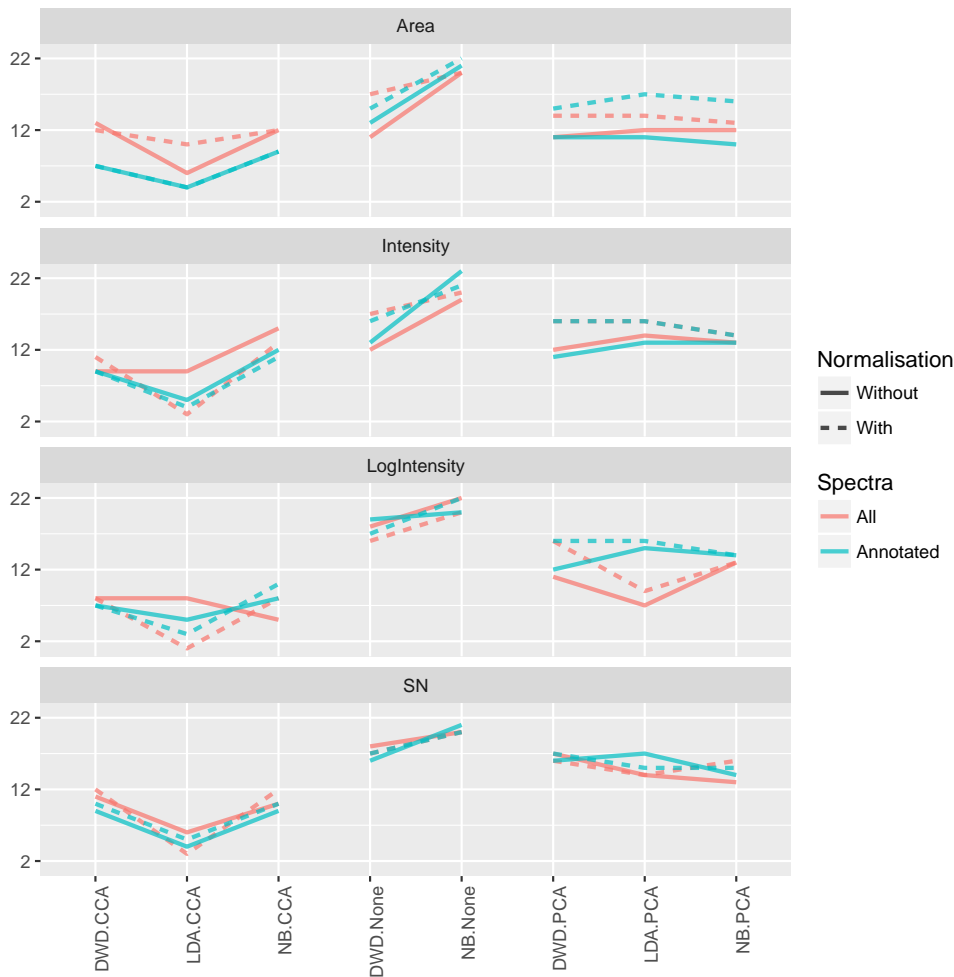 Area
22
12
2
Intensity
22
12
2
LogIntensity
22
12
2
SN
22
12
2
DWD.CCA
LDA.CCA
NB.CCA
DWD.None
NB.None
DWD.PCA
LDA.PCA
NB.PCA
Normalisation
Without
With
Spectra
All
Annotated